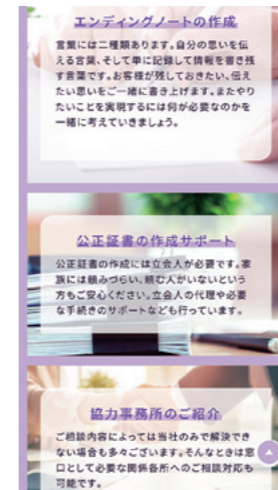 エンディングノートの作成
言葉には二種類あります。自分の思いを伝
える言葉、そして単に記録して情報を書き残
す言葉です。お客様が残しておきたい、伝え
たい思いをご一緒に書き上げます。またやり
たいことを実現するには何が必要なのかを
一緒に考えていきましょう。
公正証書の作成サポート
公正証書の作成には立会人が必要です。家
族には頼みづらい、頼む人がいないという
方もご安心ください。立会人の代理や必要
な手続きのサポートなども行っています。
協力事務所のご紹介
ご相談内容によっては当社のみで解決でき
ない場合も多々ございます。そんなときは窓
口として必要な関係各所へのご相談対応も
可能です。